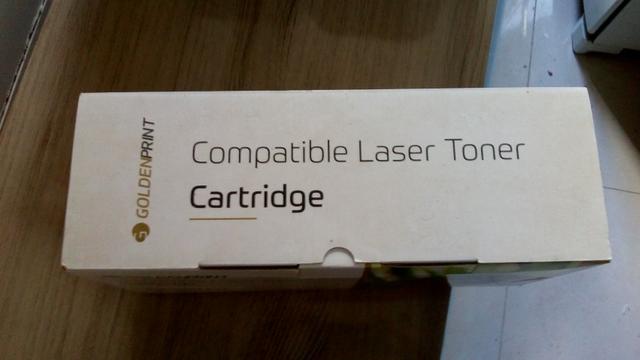 GOLDENPRINT
Compatible Laser Toner
Cartridge